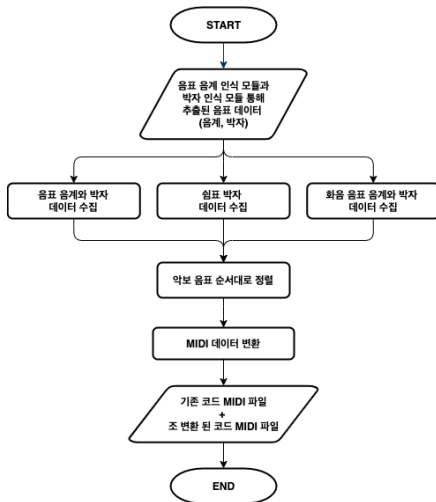 START
음표 음계 인식 모듈과
박자 인식 모듈 통해
추출된 음표 데이터
(음계, 박자)
음표 음계와 박자
데이터 수집
쉼표 박자
데이터 수집
화음 음표 음계와 박자
데이터 수집
악보 음표 순서대로 정렬
MIDI 데이터 변환
기존 코드 MIDI 파일
+
조 변환 된 코드 MIDI 파일
END